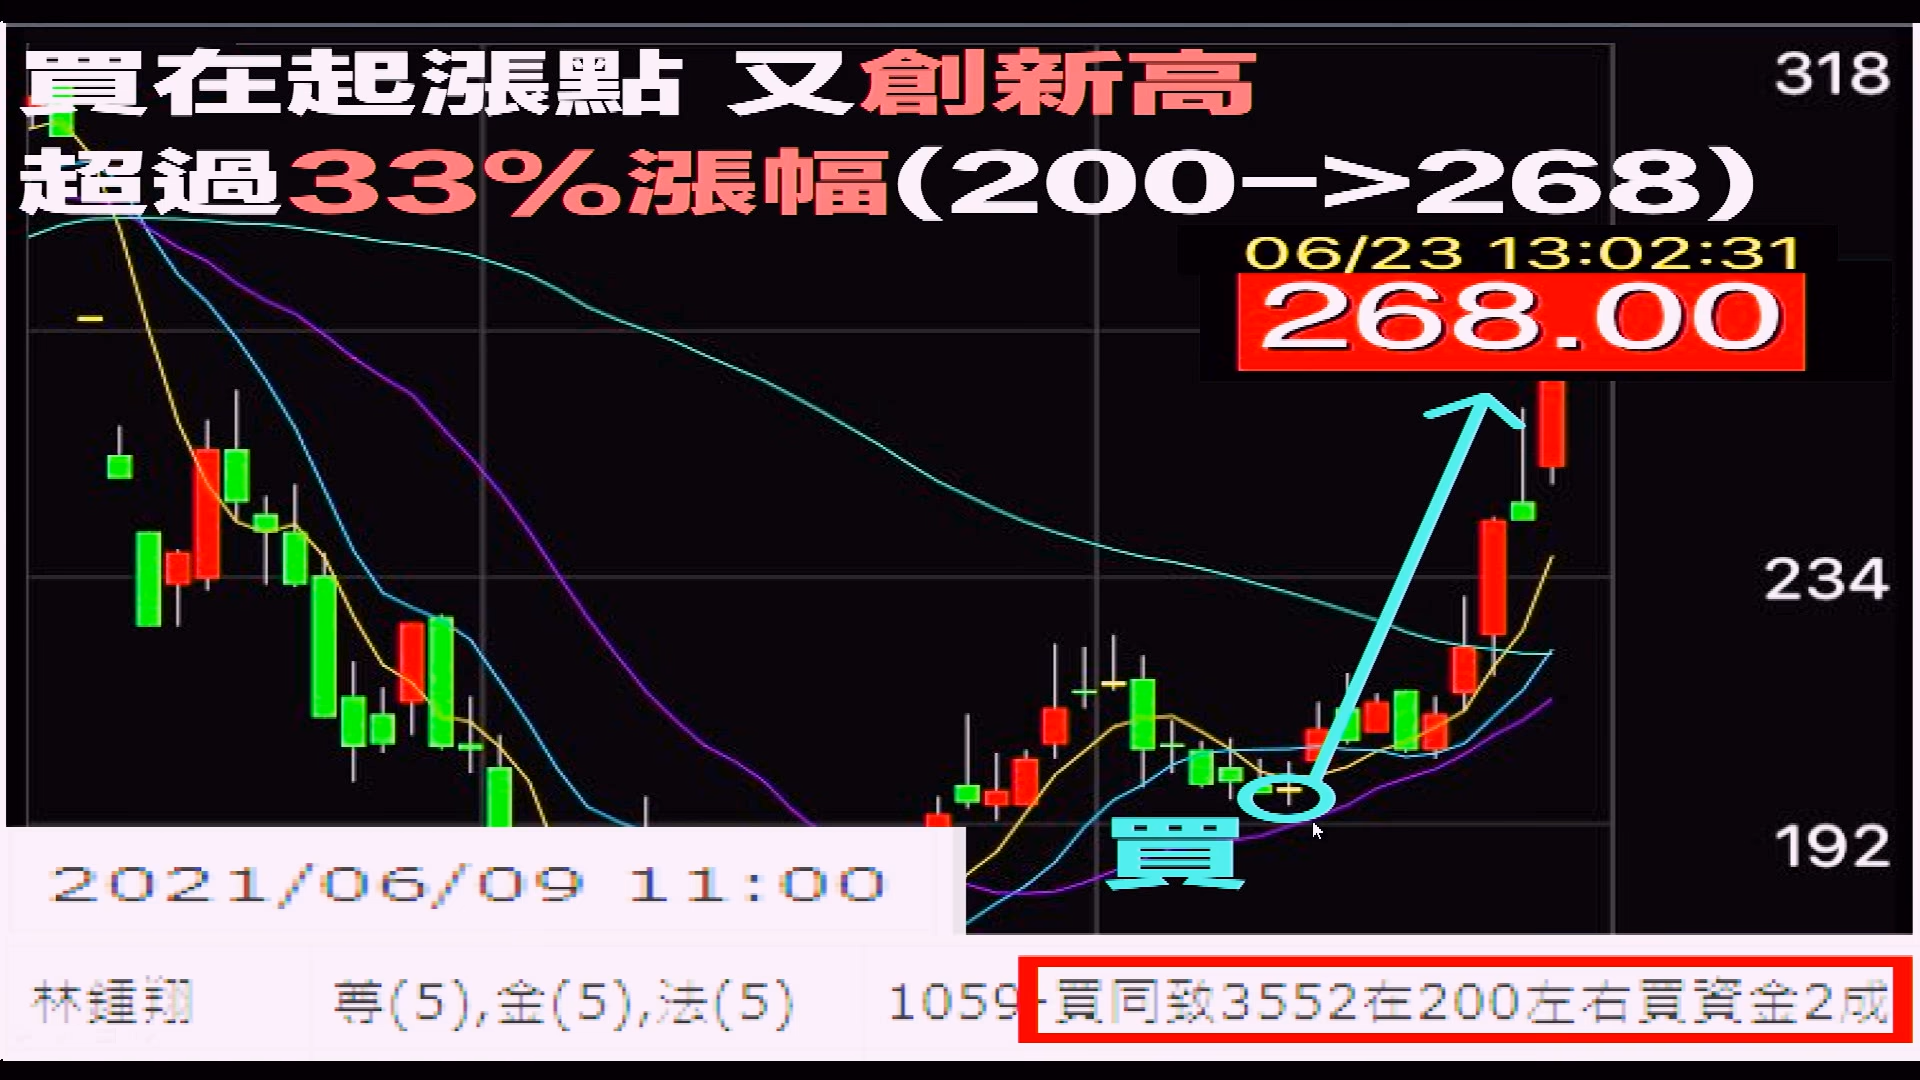 買在起漲點 又創新高
超過33%漲幅(200->268)
318
06/23 13:02:31
268.00
234
192
買
2021/06/09 11:00
林鍾翔 尊(5),金(5),法(5) 1059-買同致3552在200左右買資金2成